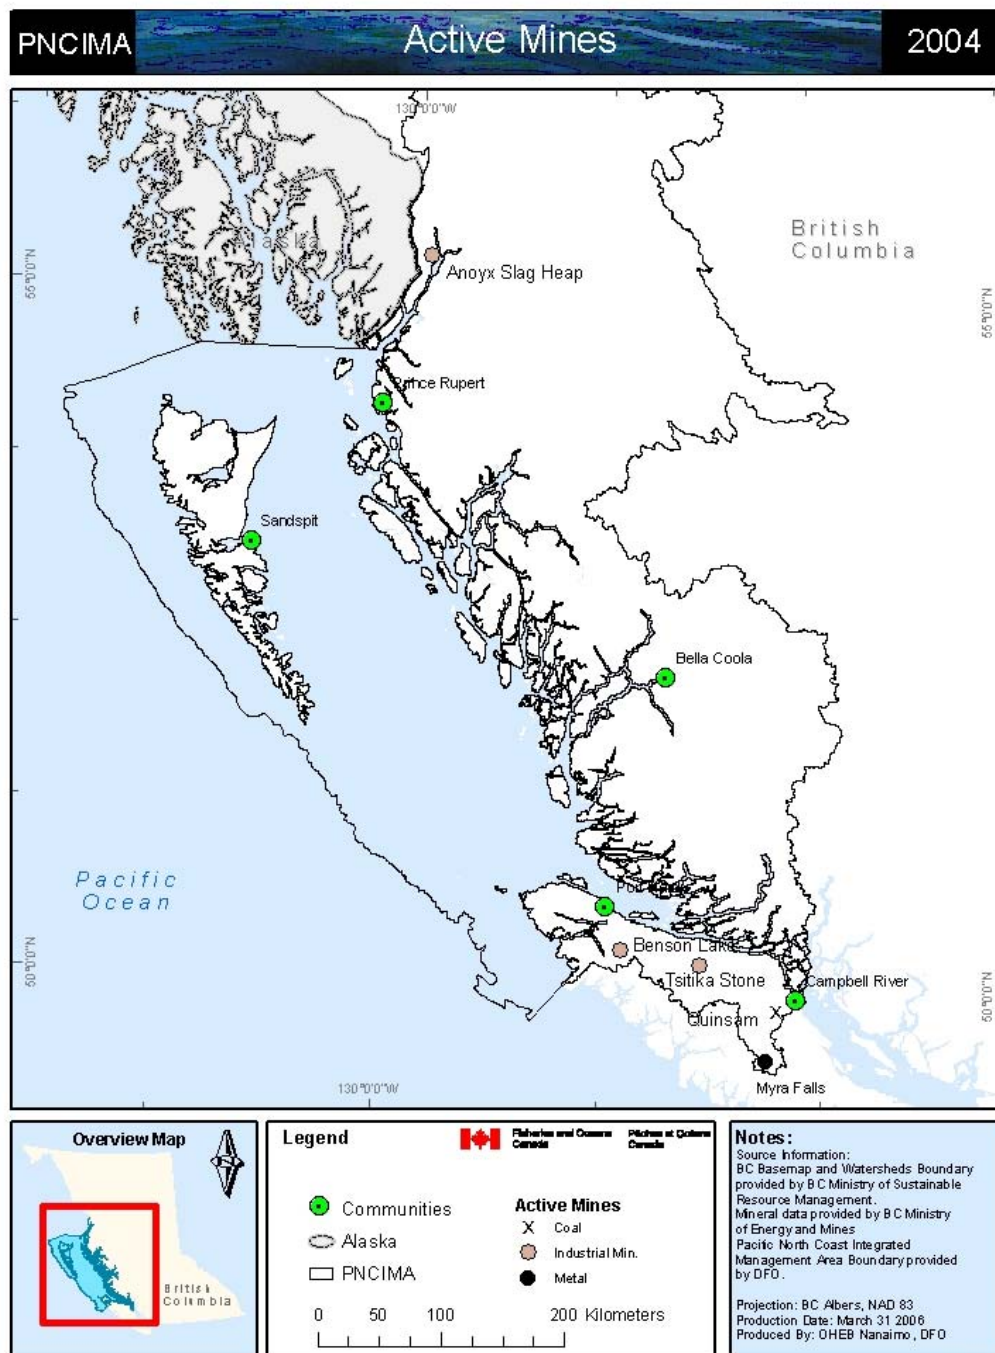 PNCIMA
Active Mines
2004
130°0'0"W
British
Columbia
Alaska
55°0'0"N
55°0'0"N
Anoyx Slag Heap
Prince Rupert
Sandspit
Bella Coola
Pacific
Ocean
Benson Lake
Tsitika Stone
Campbell River
Quinsam
Myra Falls
50°0'0"N
50°0'0"N
130°0'0"W
Overview Map
N
British
Columbia
Legend
Fisheries and Oceans
Canada
Pêches et Océans
Canada
Communities
Alaska
PNCIMA
Active Mines
Coal
Industrial Min.
Metal
0 50 100 200 Kilometers
Notes:
Source Information:
BC Basemap and Watersheds Boundary
provided by BC Ministry of Sustainable
Resource Management.
Mineral data provided by BC Ministry
of Energy and Mines
Pacific North Coast Integrated
Management Area Boundary provided
by DFO.
Projection: BC Albers, NAD 83
Production Date: March 31 2006
Produced By: OHEB Nanaimo, DFO